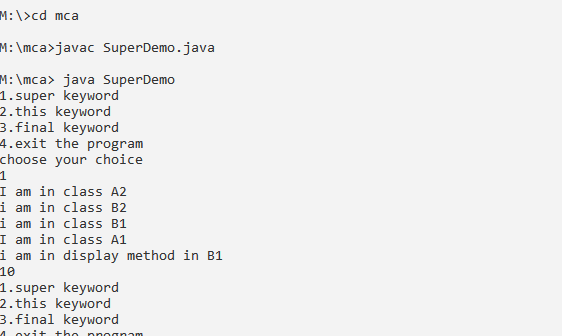 M:\>cd mca
M:\mca>javac SuperDemo.java
M:\mca> java SuperDemo
1.super keyword
2.this keyword
3.final keyword
4.exit the program
choose your choice
1
I am in class A2
i am in class B2
i am in class B1
I am in class A1
i am in display method in B1
10
1.super keyword
2.this keyword
3.final keyword
4.exit the program